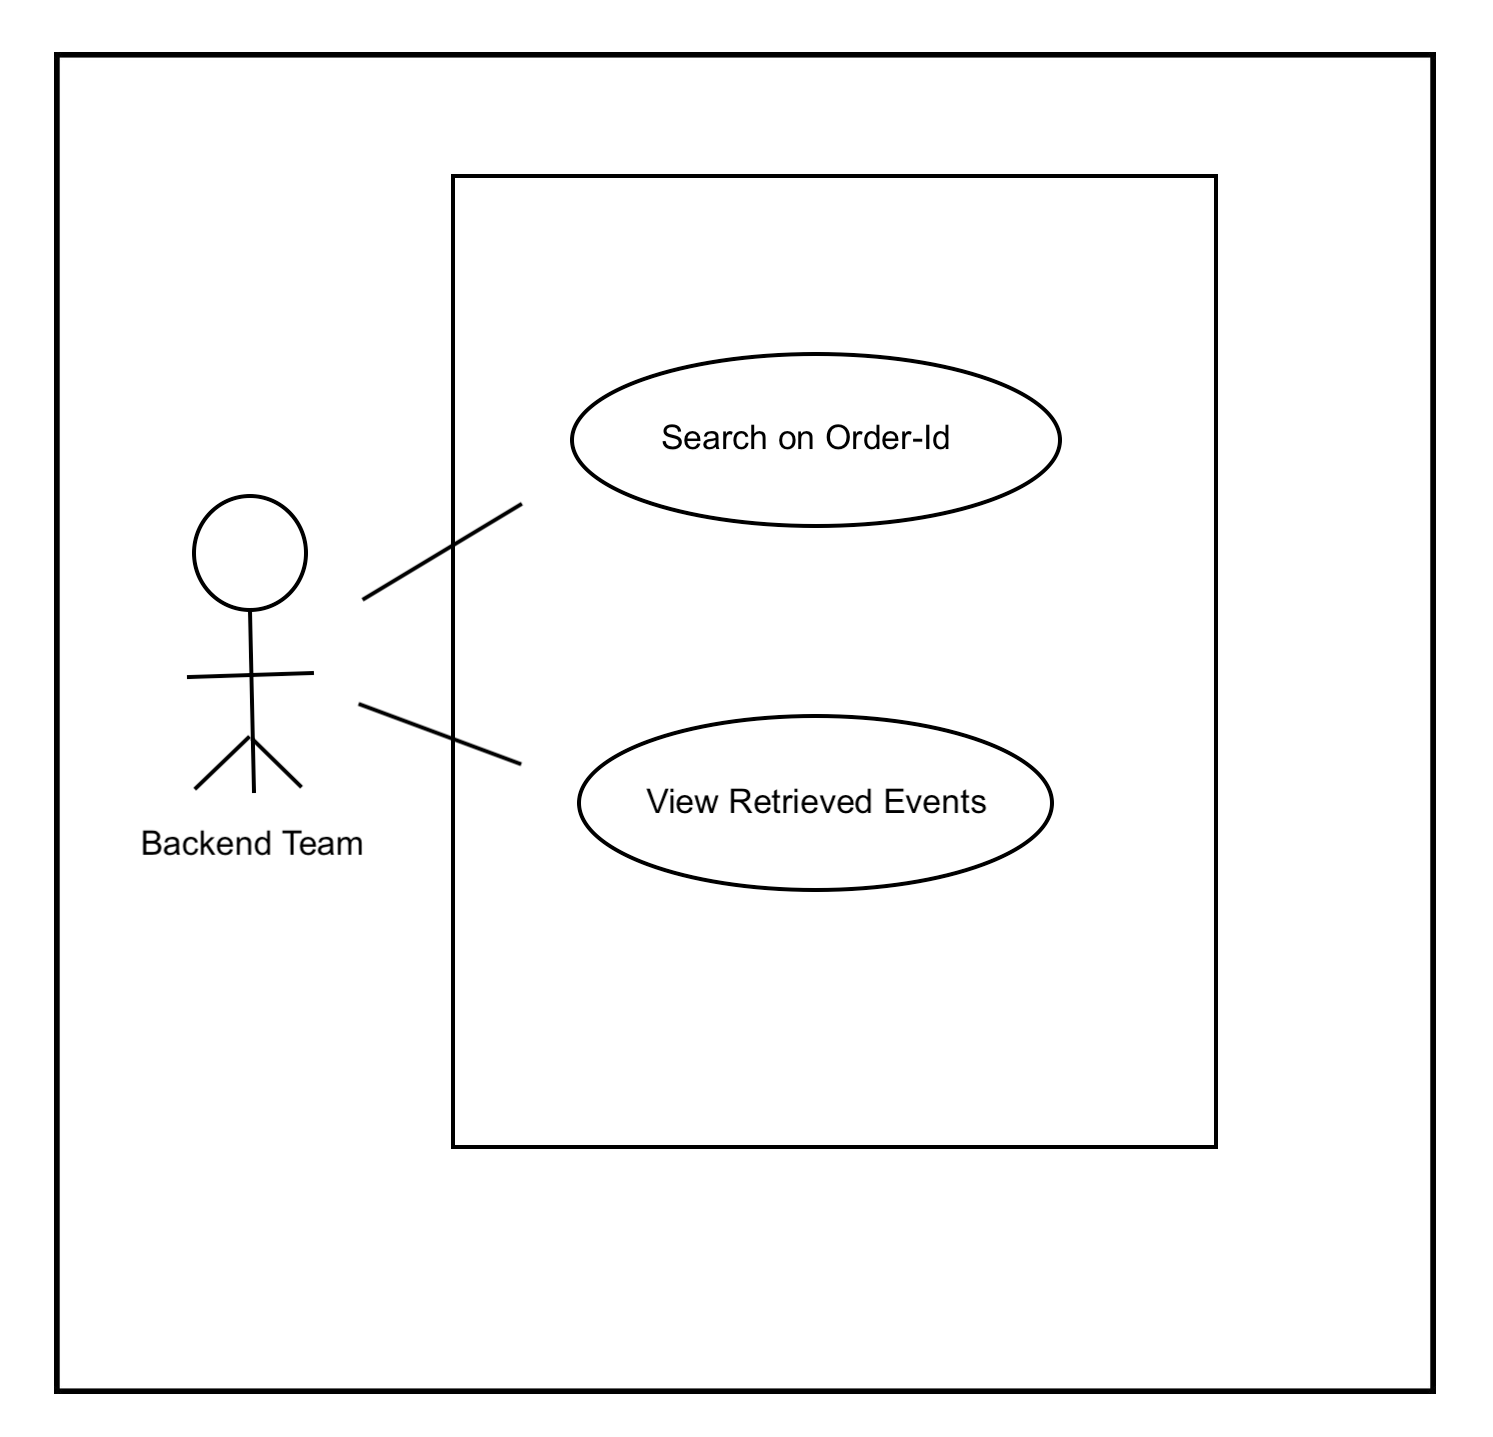 Search on Order-Id
View Retrieved Events
Backend Team